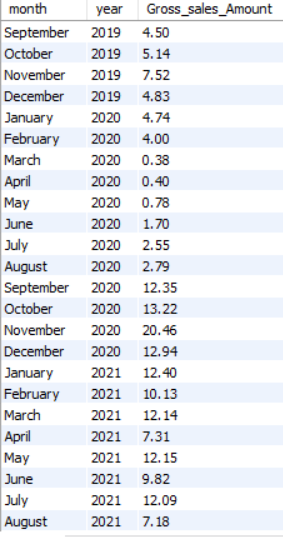 month year Gross_sales_Amount
September 2019 4.50
October 2019 5.14
November 2019 7.52
December 2019 4.83
January 2020 4.74
February 2020 4.00
March 2020 0.38
April 2020 0.40
May 2020 0.78
June 2020 1.70
July 2020 2.55
August 2020 2.79
September 2020 12.35
October 2020 13.22
November 2020 20.46
December 2020 12.94
January 2021 12.40
February 2021 10.13
March 2021 12.14
April 2021 7.31
May 2021 12.15
June 2021 9.82
July 2021 12.09
August 2021 7.18